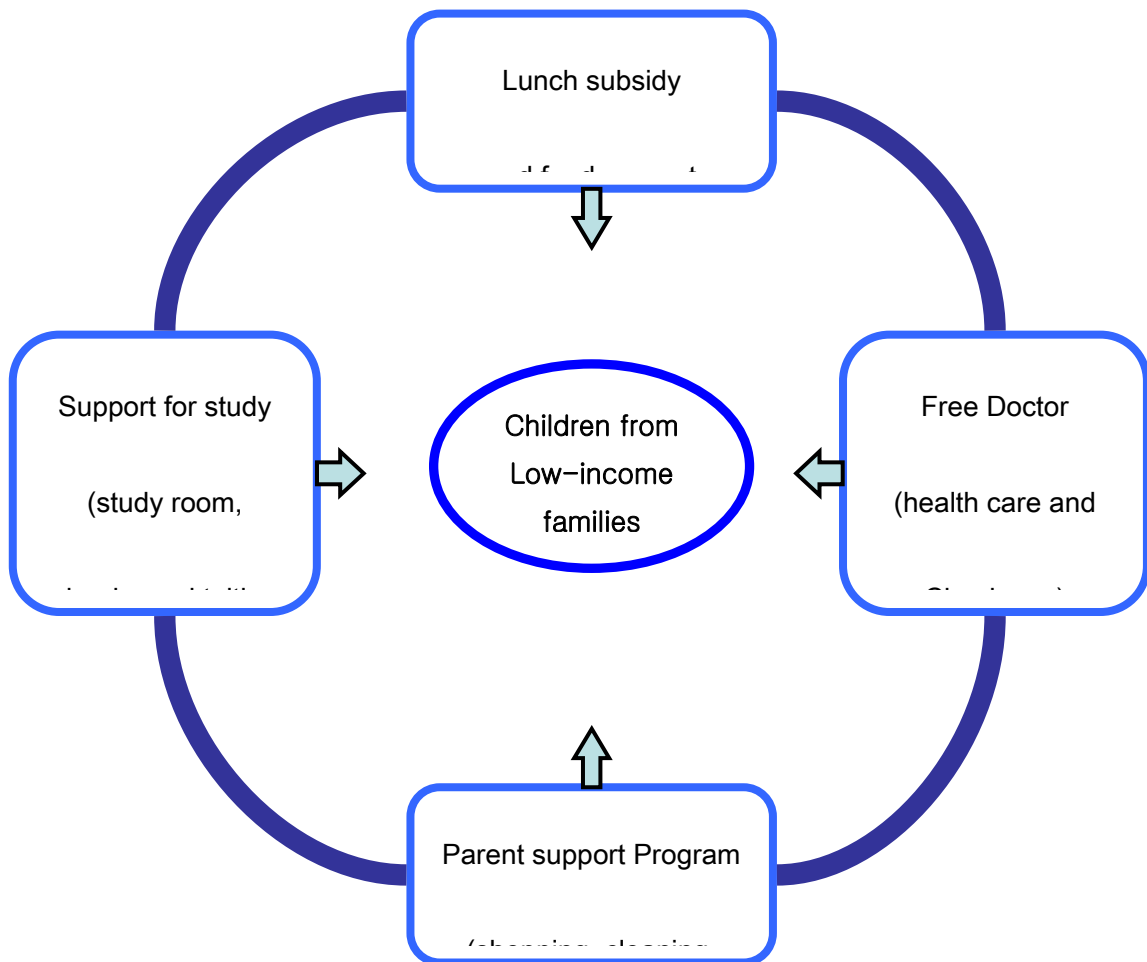 Lunch subsidy
Support for study
(study room,
Children from
Low-income
families
Free Doctor
(health care and
Parent support Program